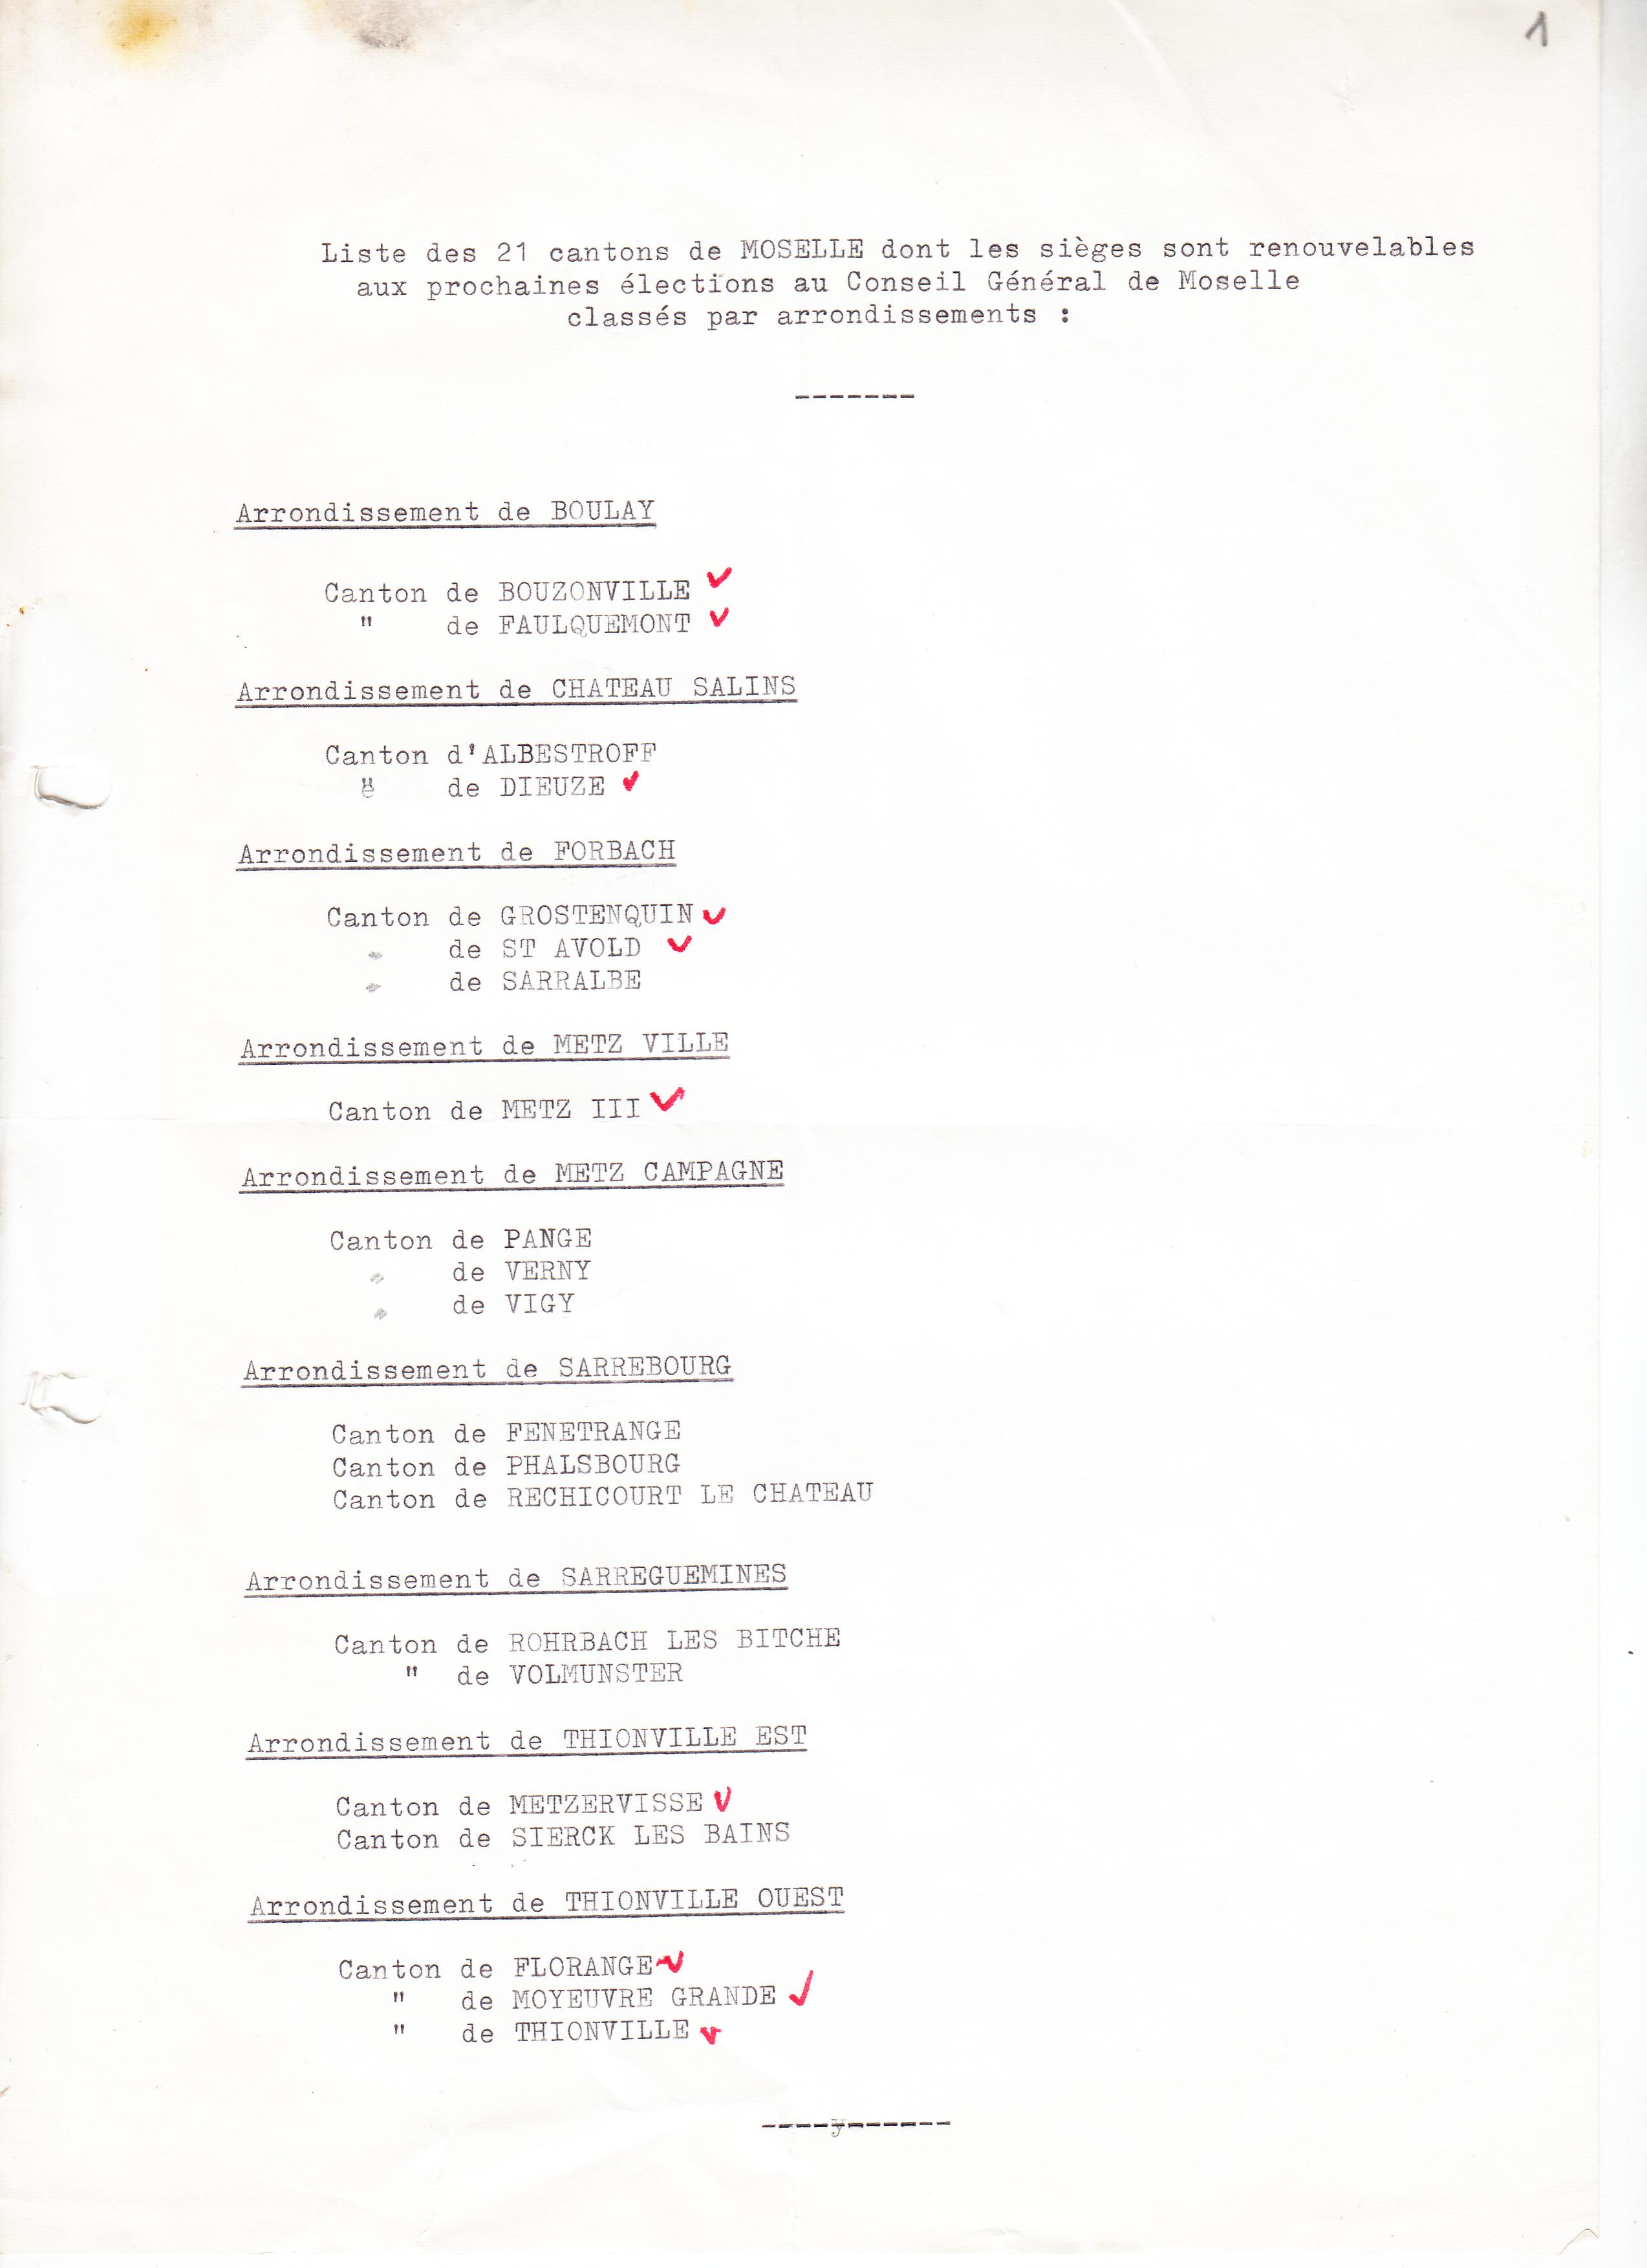 1
Liste des 21 cantons de MOSELLE dont les sièges sont renouvelables
aux prochaines élections au Conseil Général de Moselle
classés par arrondissements :
-------
Arrondissement de BOULAY
Canton de BOUZONVILLE ✓
" de FAULQUEMONT ✓
Arrondissement de CHATEAU SALINS
Canton d'ALBESTROFF
" de DIEUZE ✓
Arrondissement de FORBACH
Canton de GROSTENQUIN ✓
" de ST AVOLD ✓
" de SARRALBE
Arrondissement de METZ VILLE
Canton de METZ III ✓
Arrondissement de METZ CAMPAGNE
Canton de PANGE
" de VERNY
" de VIGY
Arrondissement de SARREBOURG
Canton de FENETRANGE
Canton de PHALSBOURG
Canton de RECHICOURT LE CHATEAU
Arrondissement de SARREGUEMINES
Canton de ROHRBACH LES BITCHE
" de VOLMUNSTER
Arrondissement de THIONVILLE EST
Canton de METZERVISSE ✓
Canton de SIERCK LES BAINS
Arrondissement de THIONVILLE OUEST
Canton de FLORANGE ✓
" de MOYEUVRE GRANDE ✓
" de THIONVILLE ✓
----y------